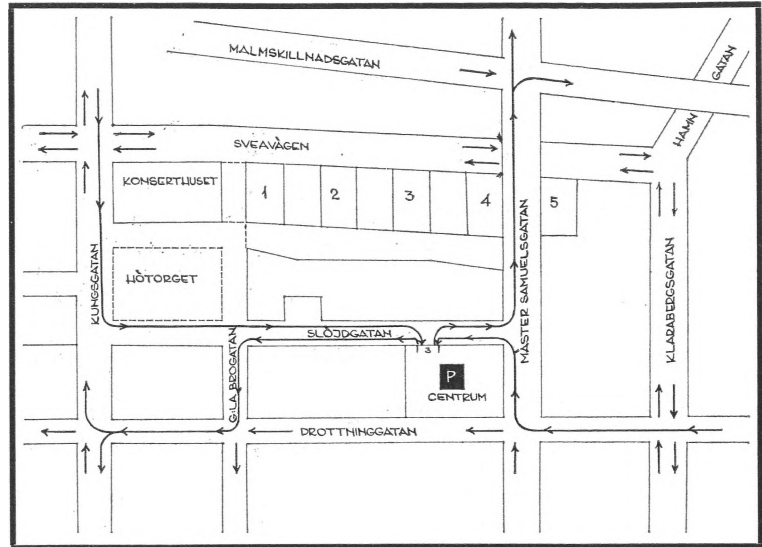 MALMSKILLNADSGATAN
GATAN
HAMN
SVEAVÄGEN
KONSERTHUSET
1
2
3
4
5
HÖTORGET
KUNGSGATAN
MÄSTER SAMUELSGATAN
KLARABERGSGATAN
SLÖJDGATAN
G:LA BROGATAN
3
P
CENTRUM
DROTTNINGGATAN